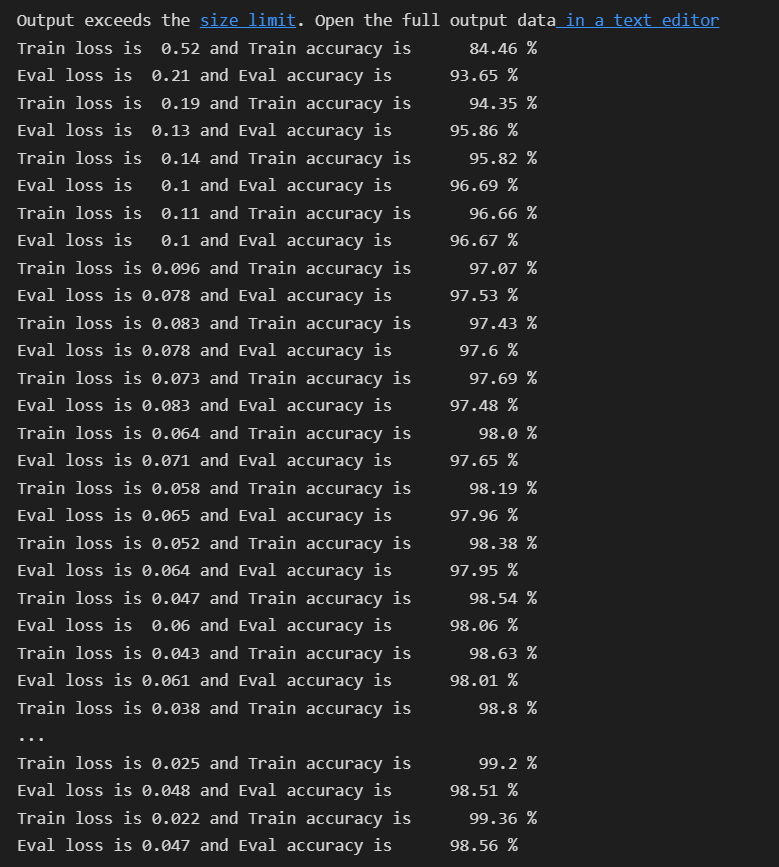 Output exceeds the size limit. Open the full output data in a text editor
Train loss is  0.52 and Train accuracy is      84.46 %
Eval loss is  0.21 and Eval accuracy is      93.65 %
Train loss is  0.19 and Train accuracy is      94.35 %
Eval loss is  0.13 and Eval accuracy is      95.86 %
Train loss is  0.14 and Train accuracy is      95.82 %
Eval loss is   0.1 and Eval accuracy is      96.69 %
Train loss is  0.11 and Train accuracy is      96.66 %
Eval loss is   0.1 and Eval accuracy is      96.67 %
Train loss is 0.096 and Train accuracy is      97.07 %
Eval loss is 0.078 and Eval accuracy is      97.53 %
Train loss is 0.083 and Train accuracy is      97.43 %
Eval loss is 0.078 and Eval accuracy is       97.6 %
Train loss is 0.073 and Train accuracy is      97.69 %
Eval loss is 0.083 and Eval accuracy is      97.48 %
Train loss is 0.064 and Train accuracy is       98.0 %
Eval loss is 0.071 and Eval accuracy is      97.65 %
Train loss is 0.058 and Train accuracy is      98.19 %
Eval loss is 0.065 and Eval accuracy is      97.96 %
Train loss is 0.052 and Train accuracy is      98.38 %
Eval loss is 0.064 and Eval accuracy is      97.95 %
Train loss is 0.047 and Train accuracy is      98.54 %
Eval loss is  0.06 and Eval accuracy is      98.06 %
Train loss is 0.043 and Train accuracy is      98.63 %
Eval loss is 0.061 and Eval accuracy is      98.01 %
Train loss is 0.038 and Train accuracy is       98.8 %
...
Train loss is 0.025 and Train accuracy is       99.2 %
Eval loss is 0.048 and Eval accuracy is      98.51 %
Train loss is 0.022 and Train accuracy is      99.36 %
Eval loss is 0.047 and Eval accuracy is      98.56 %